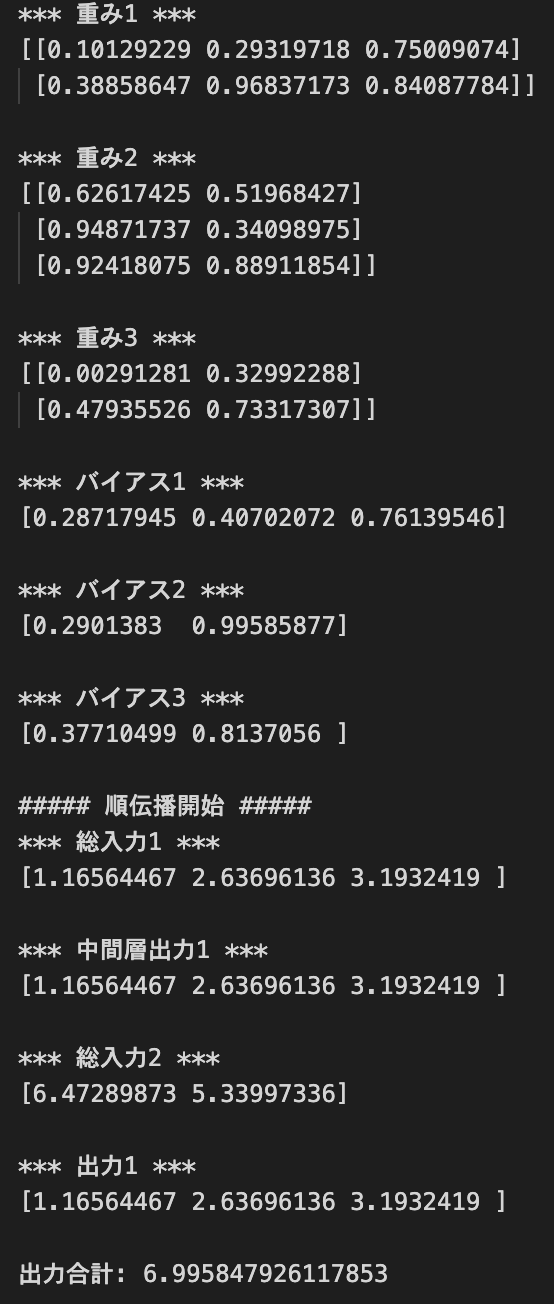 *** 重み1 ***
[[0.10129229 0.29319718 0.75009074]
 [0.38858647 0.96837173 0.84087784]]
*** 重み2 ***
[[0.62617425 0.51968427]
 [0.94871737 0.34098975]
 [0.92418075 0.88911854]]
*** 重み3 ***
[[0.00291281 0.32992288]
 [0.47935526 0.73317307]]
*** バイアス1 ***
[0.28717945 0.40702072 0.76139546]
*** バイアス2 ***
[0.2901383  0.99585877]
*** バイアス3 ***
[0.37710499 0.8137056 ]
##### 順伝播開始 #####
*** 総入力1 ***
[1.16564467 2.63696136 3.1932419 ]
*** 中間層出力1 ***
[1.16564467 2.63696136 3.1932419 ]
*** 総入力2 ***
[6.47289873 5.33997336]
*** 出力1 ***
[1.16564467 2.63696136 3.1932419 ]
出力合計: 6.995847926117853